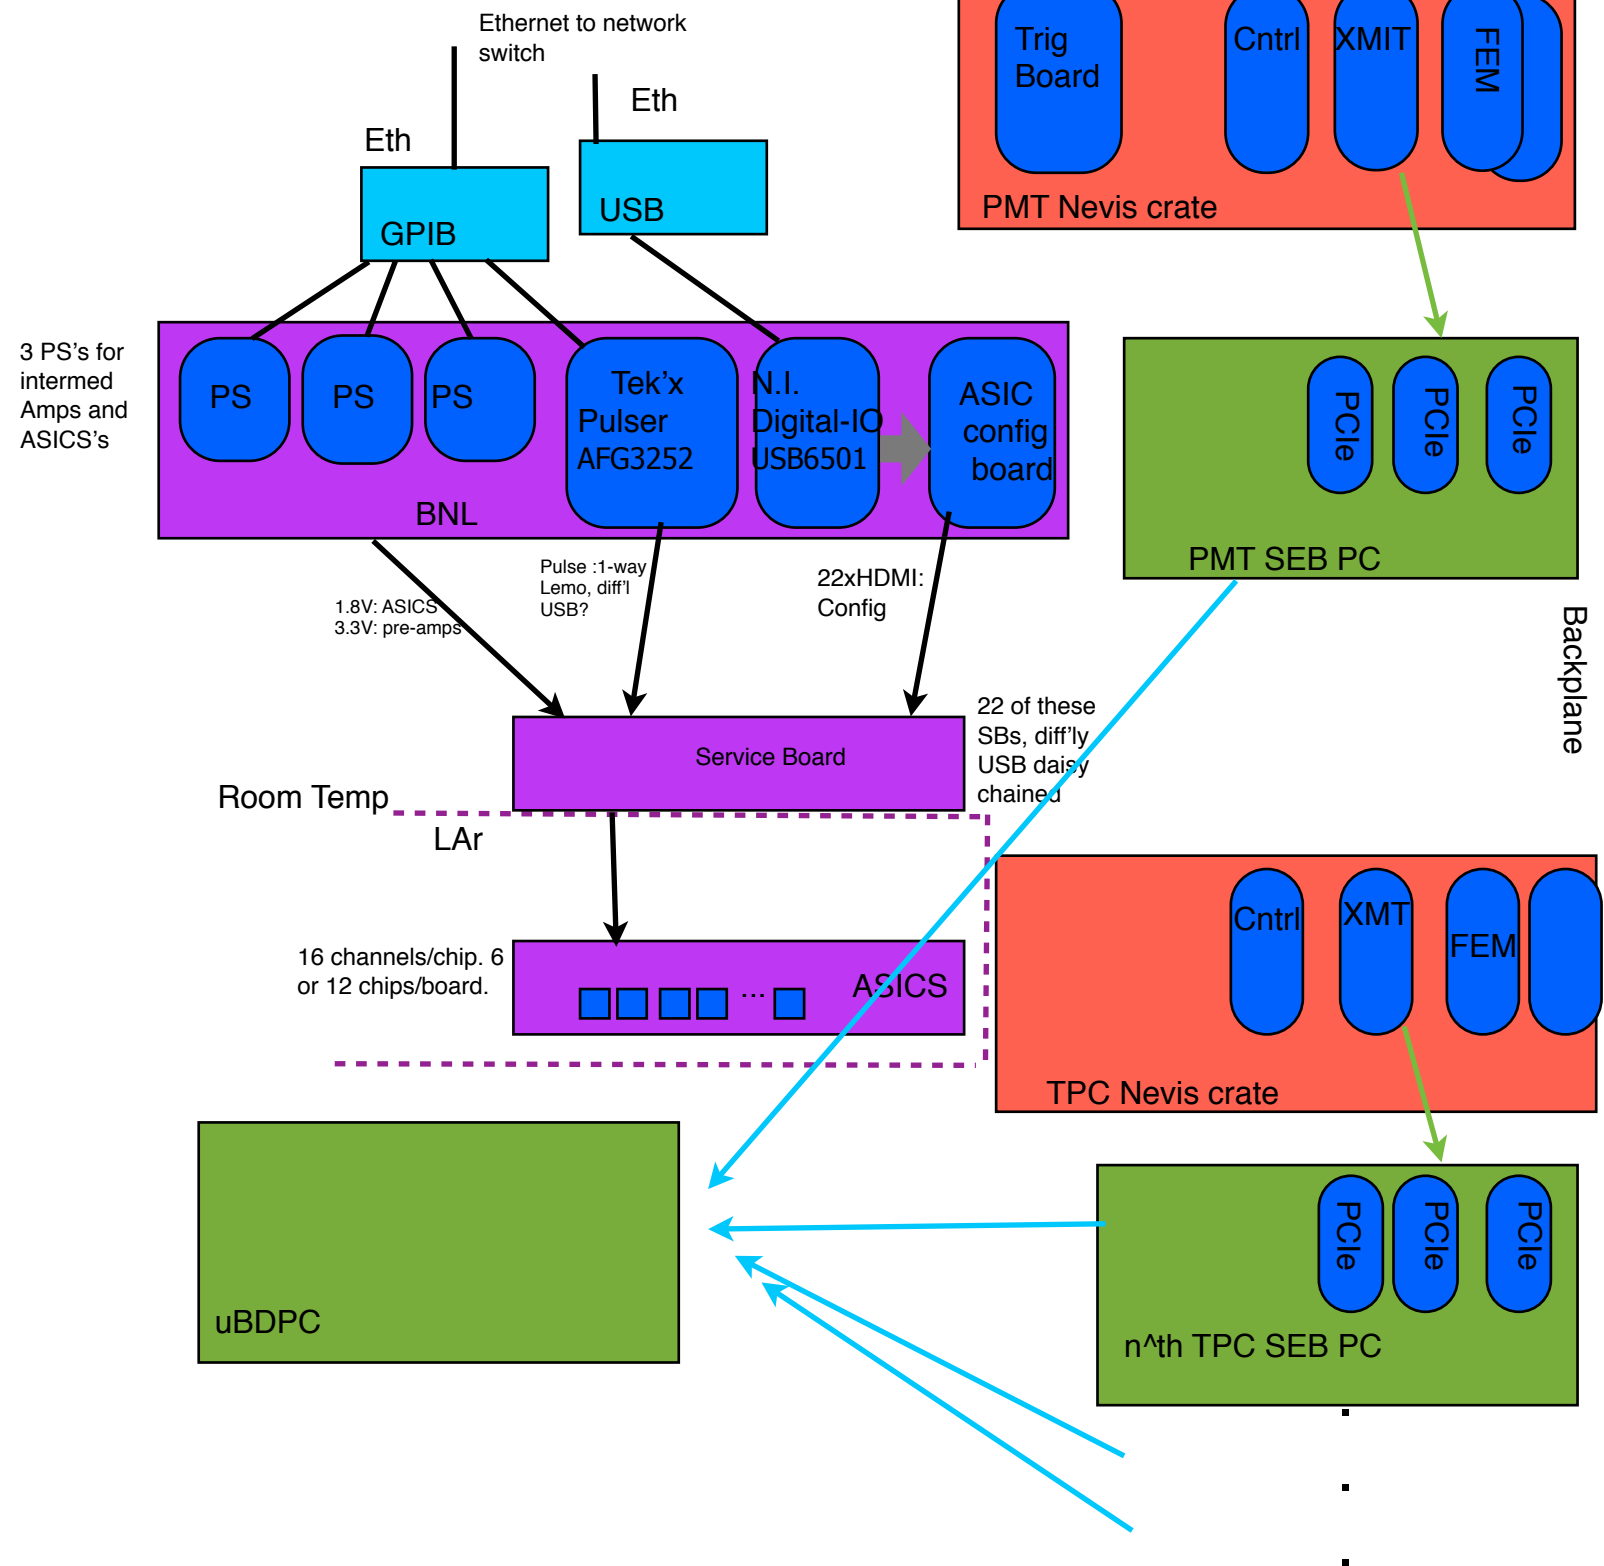 Ethernet to network
switch
Eth
Eth
GPIB
USB
Trig
Board
Cntrl
XMIT
FEM
PMT Nevis crate
3 PS's for
intermed
Amps and
ASICS's
PS
PS
PS
Tek'x
Pulser
AFG3252
N.I.
Digital-IO
USB6501
ASIC
config
board
BNL
PCIe
PCIe
PCIe
PMT SEB PC
Backplane
1.8V: ASICS
3.3V: pre-amps
Pulse :1-way
Lemo, diff'l
USB?
22xHDMI:
Config
Service Board
22 of these
SBs, diff'ly
USB daisy
chained
Room Temp
LAr
16 channels/chip. 6
or 12 chips/board.
...
ASICS
Cntrl
XMT
FEM
TPC Nevis crate
uBDPC
PCIe
PCIe
PCIe
n^th TPC SEB PC
.
.
.